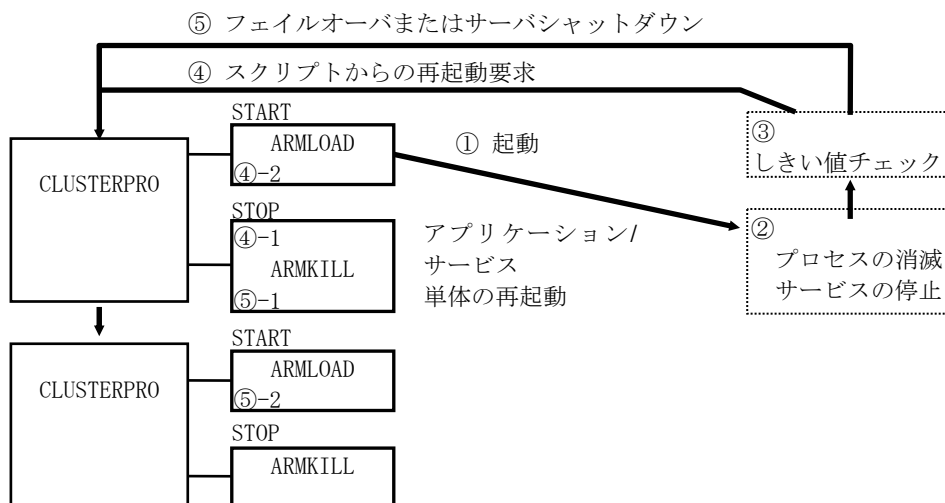 ⑤ フェイルオーバまたはサーバシャットダウン
④ スクリプトからの再起動要求
START
ARMLOAD
④-2
① 起動
③
しきい値チェック
CLUSTERPRO
STOP
④-1
ARMKILL
⑤-1
アプリケーション/
サービス
単体の再起動
②
プロセスの消滅
サービスの停止
START
ARMLOAD
⑤-2
CLUSTERPRO
STOP
ARMKILL